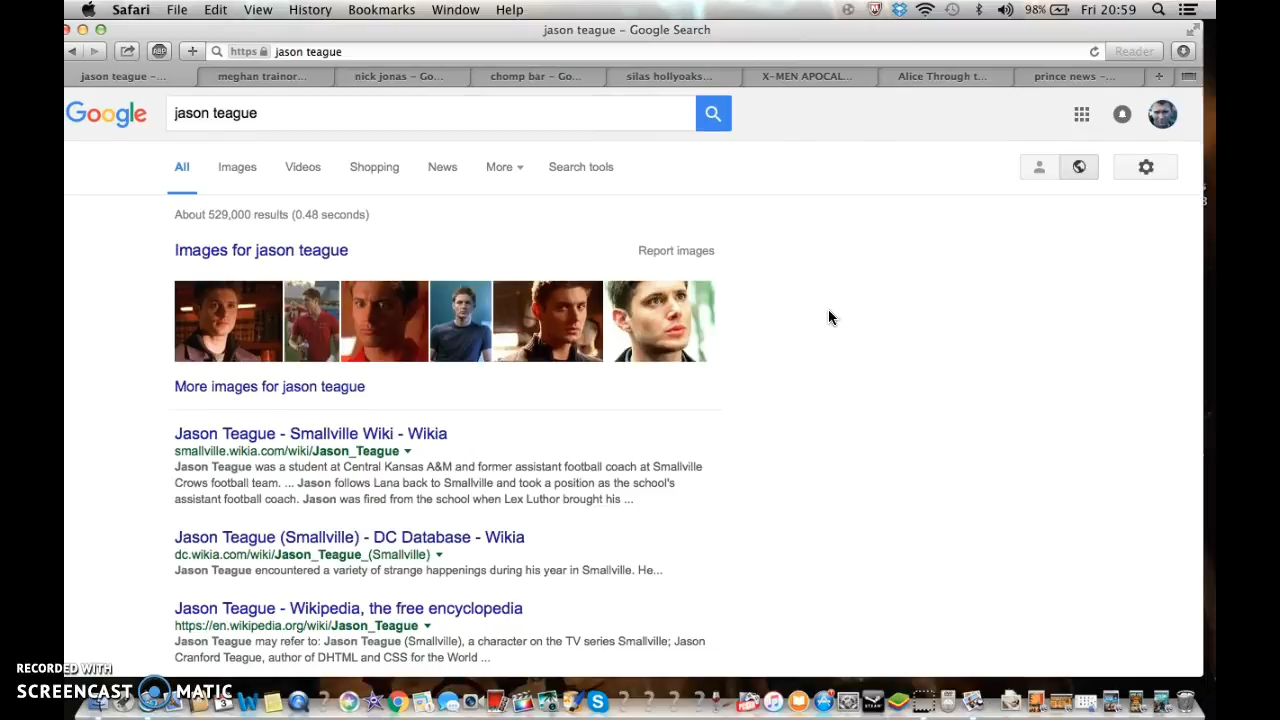 Safari File Edit View History Bookmarks Window Help 98% Fri 20:59
jason teague – Google Search
ABP https jason teague Reader
jason teague -... meghan trainor... nick jonas – Go... chomp bar – Go... silas hollyoaks... X-MEN APOCAL... Alice Through t... prince news –...
Google jason teague
All Images Videos Shopping News More Search tools
About 529,000 results (0.48 seconds)
Images for jason teague Report images
More images for jason teague
Jason Teague - Smallville Wiki - Wikia
smallville.wikia.com/wiki/Jason_Teague
Jason Teague was a student at Central Kansas A&M and former assistant football coach at Smallville
Crows football team. ... Jason follows Lana back to Smallville and took a position as the school's
assistant football coach. Jason was fired from the school when Lex Luthor brought his ...
Jason Teague (Smallville) - DC Database - Wikia
dc.wikia.com/wiki/Jason_Teague_(Smallville)
Jason Teague encountered a variety of strange happenings during his year in Smallville. He...
Jason Teague - Wikipedia, the free encyclopedia
https://en.wikipedia.org/wiki/Jason_Teague
Jason Teague may refer to: Jason Teague (Smallville), a character on the TV series Smallville; Jason
Cranford Teague, author of DHTML and CSS for the World ...
RECORDED WITH
SCREENCAST MATIC